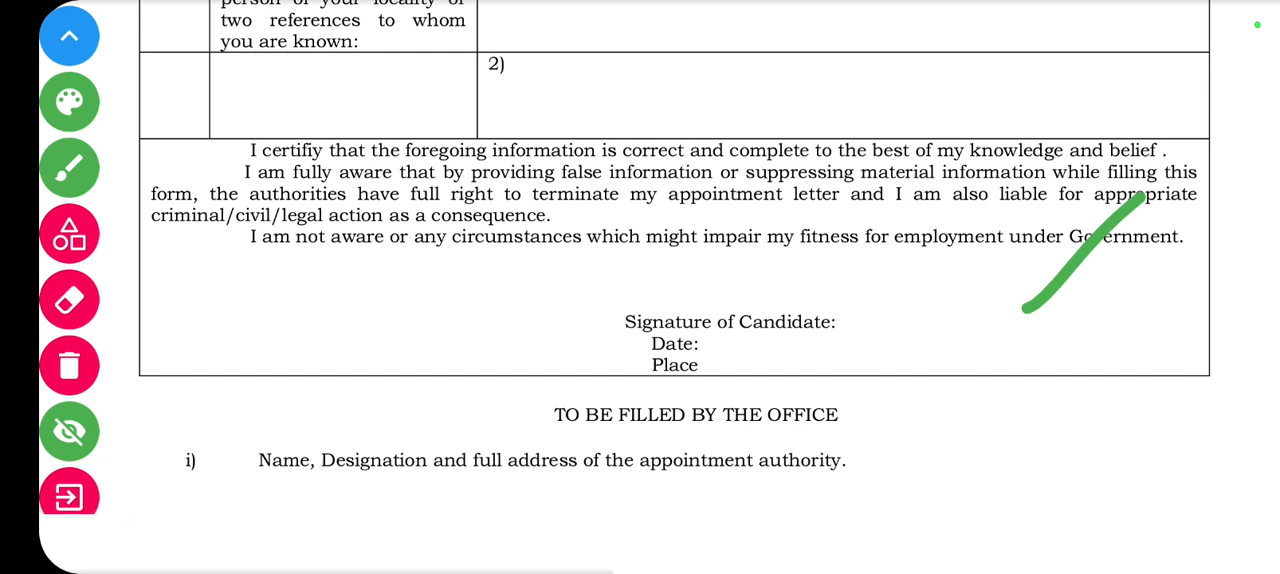 person of your locality or
two references to whom
you are known:
2)
I certifiy that the foregoing information is correct and complete to the best of my knowledge and belief .
I am fully aware that by providing false information or suppressing material information while filling this
form, the authorities have full right to terminate my appointment letter and I am also liable for appropriate
criminal/civil/legal action as a consequence.
I am not aware or any circumstances which might impair my fitness for employment under Government.
Signature of Candidate:
Date:
Place
TO BE FILLED BY THE OFFICE
i) Name, Designation and full address of the appointment authority.